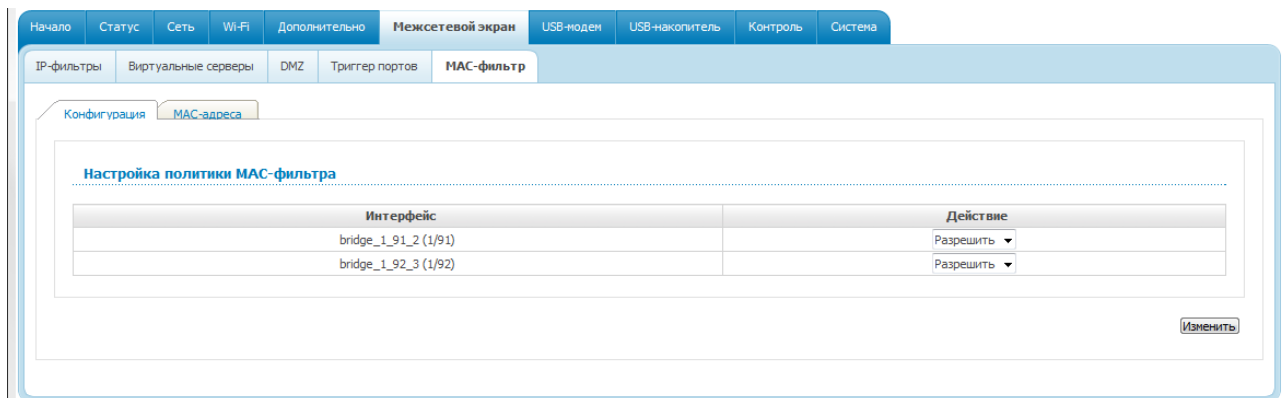 Начало Статус Сеть Wi-Fi Дополнительно Межсетевой экран USB-модем USB-накопитель Контроль Система
IP-фильтры Виртуальные серверы DMZ Триггер портов MAC-фильтр
Конфигурация MAC-адреса
Настройка политики MAC-фильтра
Интерфейс Действие
bridge_1_91_2 (1/91) Разрешить
bridge_1_92_3 (1/92) Разрешить
Изменить